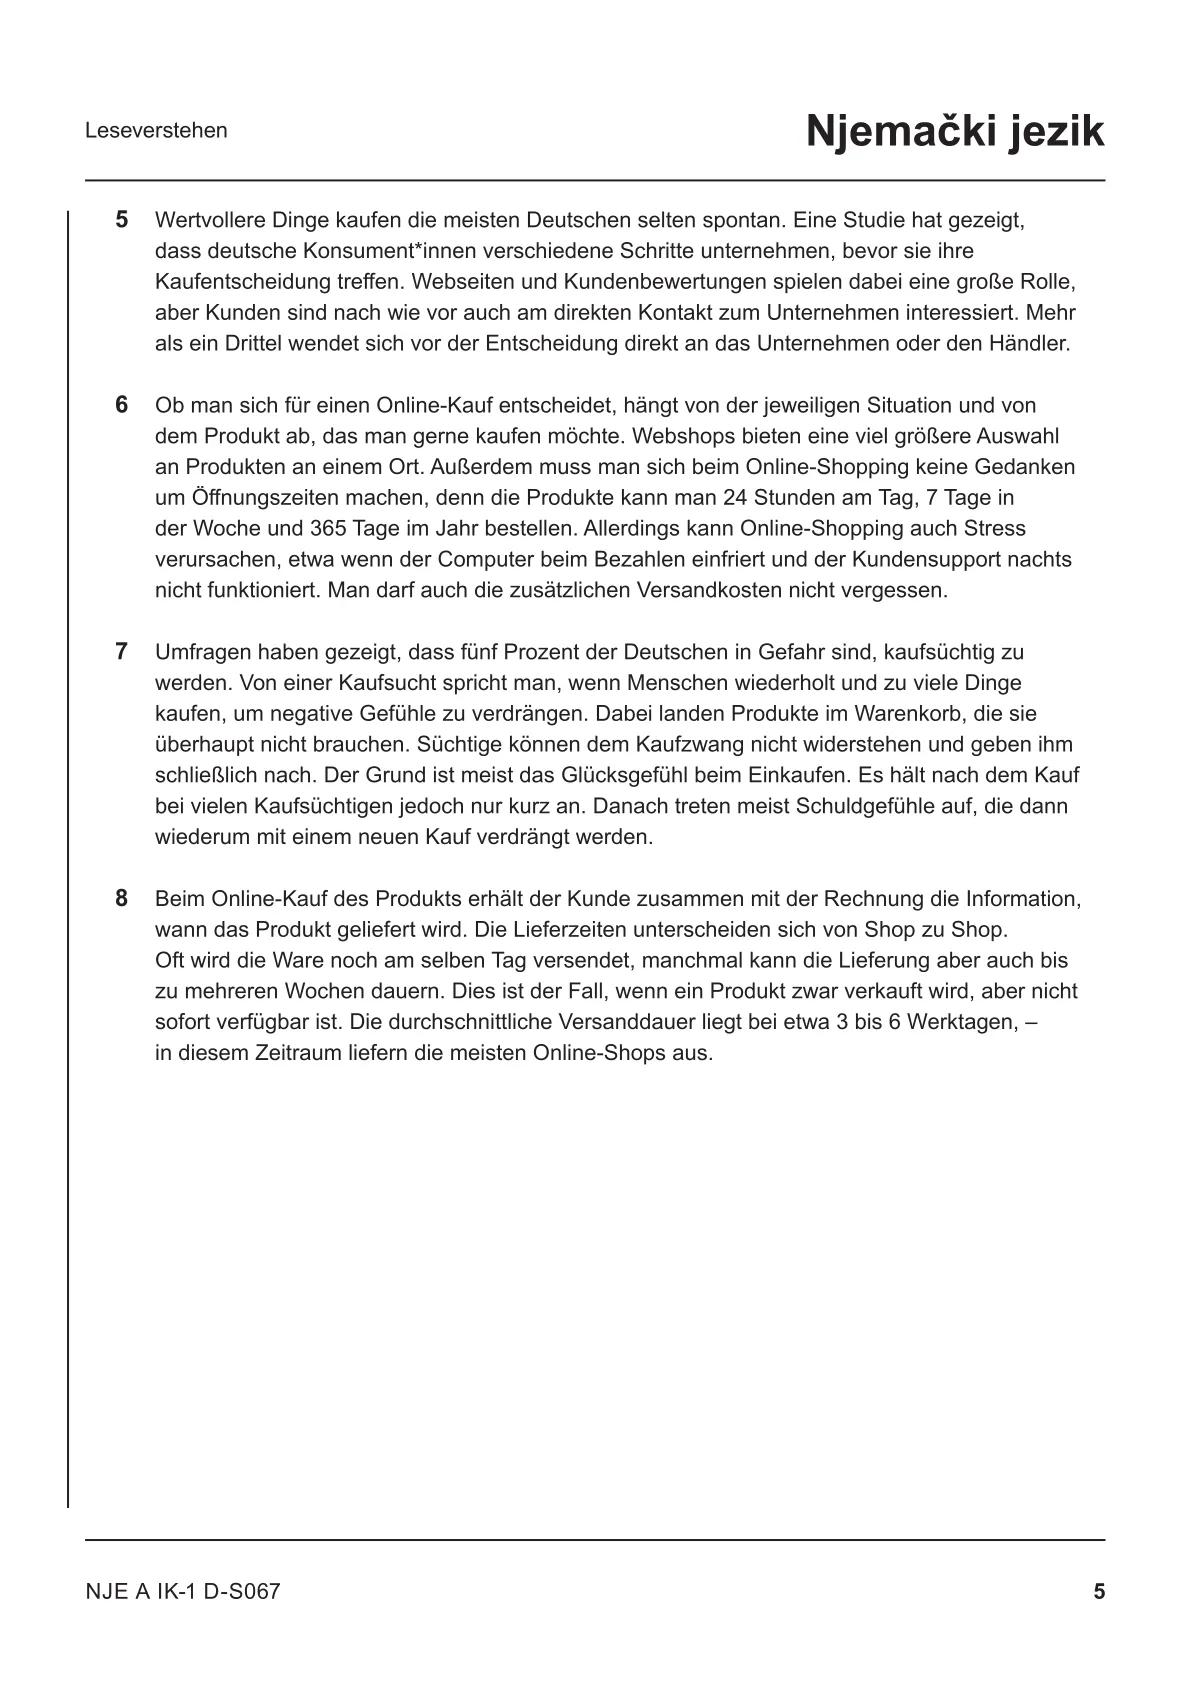 Leseverstehen
Njemački jezik
5 Wertvollere Dinge kaufen die meisten Deutschen selten spontan. Eine Studie hat gezeigt,
dass deutsche Konsument*innen verschiedene Schritte unternehmen, bevor sie ihre
Kaufentscheidung treffen. Webseiten und Kundenbewertungen spielen dabei eine große Rolle,
aber Kunden sind nach wie vor auch am direkten Kontakt zum Unternehmen interessiert. Mehr
als ein Drittel wendet sich vor der Entscheidung direkt an das Unternehmen oder den Händler.
6 Ob man sich für einen Online-Kauf entscheidet, hängt von der jeweiligen Situation und von
dem Produkt ab, das man gerne kaufen möchte. Webshops bieten eine viel größere Auswahl
an Produkten an einem Ort. Außerdem muss man sich beim Online-Shopping keine Gedanken
um Öffnungszeiten machen, denn die Produkte kann man 24 Stunden am Tag, 7 Tage in
der Woche und 365 Tage im Jahr bestellen. Allerdings kann Online-Shopping auch Stress
verursachen, etwa wenn der Computer beim Bezahlen einfriert und der Kundensupport nachts
nicht funktioniert. Man darf auch die zusätzlichen Versandkosten nicht vergessen.
7 Umfragen haben gezeigt, dass fünf Prozent der Deutschen in Gefahr sind, kaufsüchtig zu
werden. Von einer Kaufsucht spricht man, wenn Menschen wiederholt und zu viele Dinge
kaufen, um negative Gefühle zu verdrängen. Dabei landen Produkte im Warenkorb, die sie
überhaupt nicht brauchen. Süchtige können dem Kaufzwang nicht widerstehen und geben ihm
schließlich nach. Der Grund ist meist das Glücksgefühl beim Einkaufen. Es hält nach dem Kauf
bei vielen Kaufsüchtigen jedoch nur kurz an. Danach treten meist Schuldgefühle auf, die dann
wiederum mit einem neuen Kauf verdrängt werden.
8 Beim Online-Kauf des Produkts erhält der Kunde zusammen mit der Rechnung die Information,
wann das Produkt geliefert wird. Die Lieferzeiten unterscheiden sich von Shop zu Shop.
Oft wird die Ware noch am selben Tag versendet, manchmal kann die Lieferung aber auch bis
zu mehreren Wochen dauern. Dies ist der Fall, wenn ein Produkt zwar verkauft wird, aber nicht
sofort verfügbar ist. Die durchschnittliche Versanddauer liegt bei etwa 3 bis 6 Werktagen, –
in diesem Zeitraum liefern die meisten Online-Shops aus.
NJE A IK-1 D-S067
5